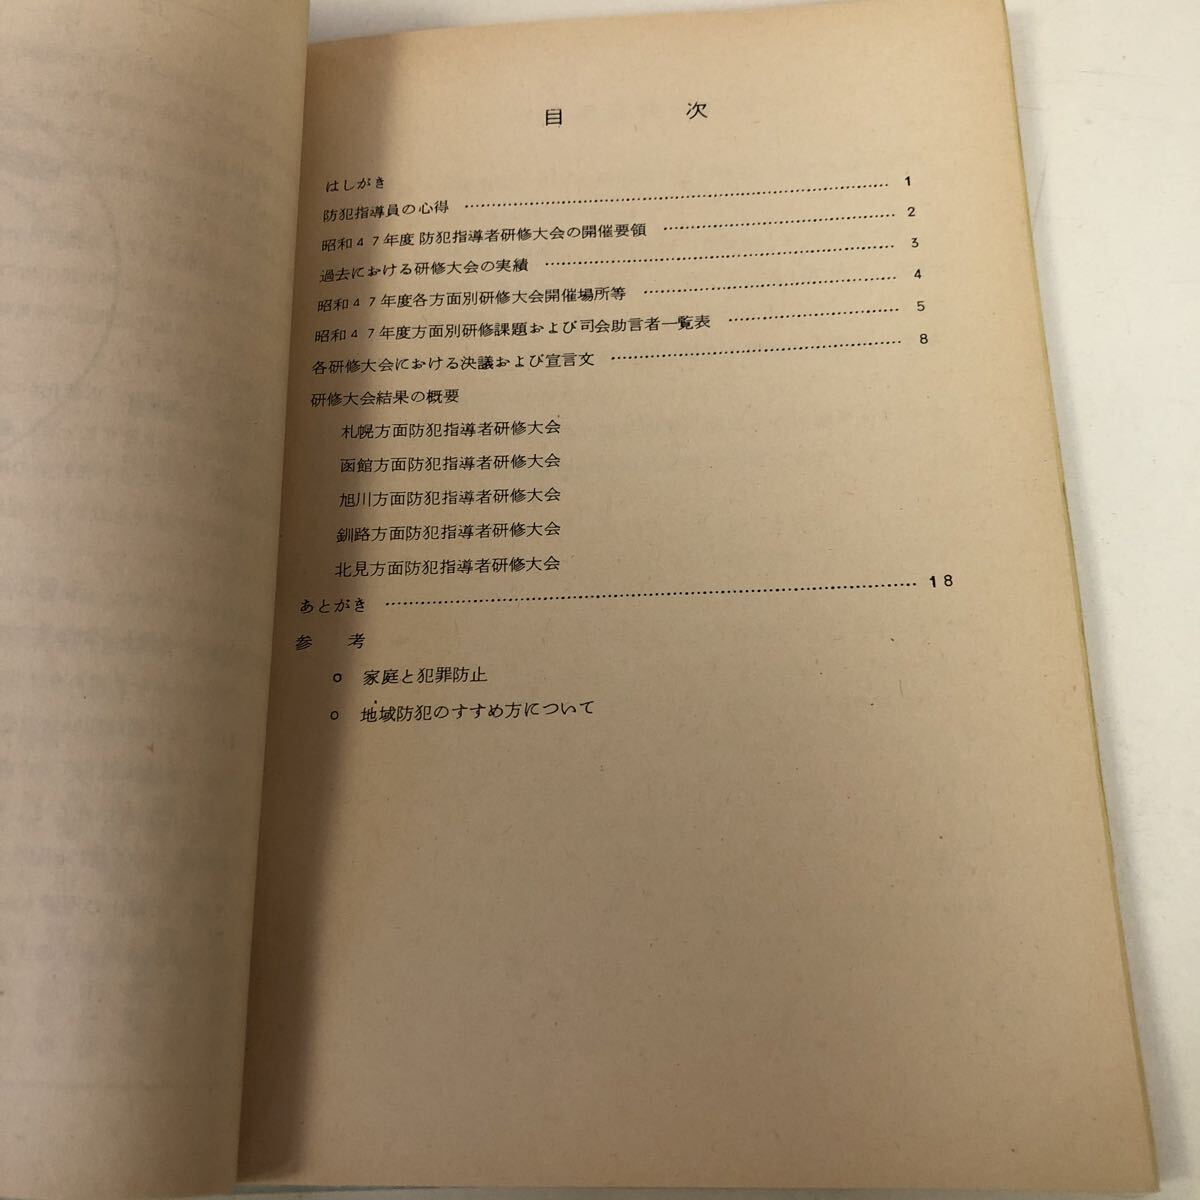 目次
はしがき
防犯指導員の心得 …… 1
昭和47年度防犯指導者研修大会の開催要領 …… 2
過去における研修大会の実績 …… 3
昭和47年度各方面別研修大会開催場所等 …… 4
昭和47年度方面別研修課題および司会助言者一覧表 …… 5
各研修大会における決議および宣言文 …… 8
研修大会結果の概要
札幌方面防犯指導者研修大会
函館方面防犯指導者研修大会
旭川方面防犯指導者研修大会
釧路方面防犯指導者研修大会
北見方面防犯指導者研修大会
あとがき …… 18
参考
○ 家庭と犯罪防止
○ 地域防犯のすすめ方について